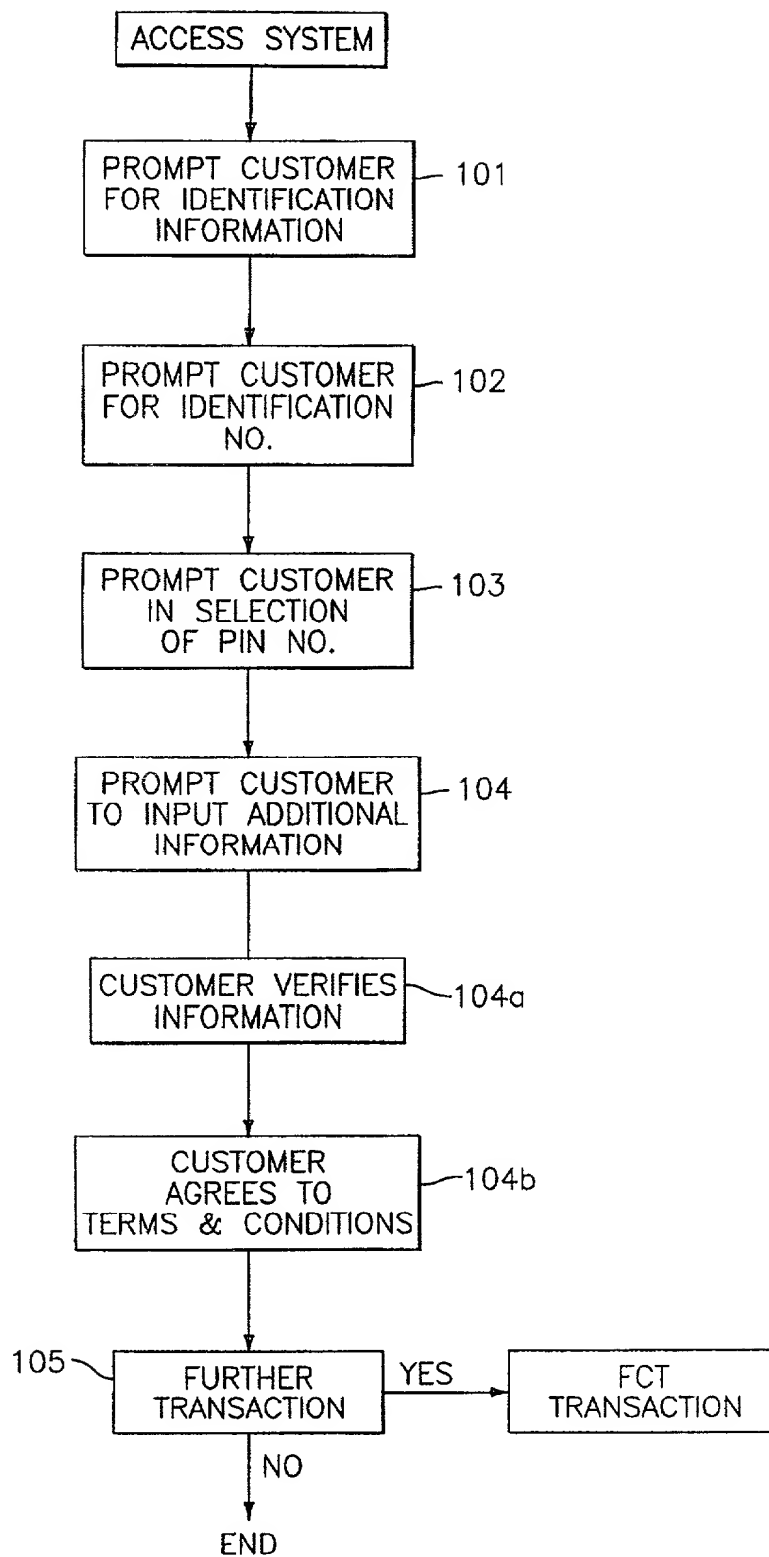 ACCESS SYSTEM
PROMPT CUSTOMER
FOR IDENTIFICATION
INFORMATION
101
PROMPT CUSTOMER
FOR IDENTIFICATION
NO.
102
PROMPT CUSTOMER
IN SELECTION
OF PIN NO.
103
PROMPT CUSTOMER
TO INPUT ADDITIONAL
INFORMATION
104
CUSTOMER VERIFIES
INFORMATION
104a
CUSTOMER
AGREES TO
TERMS & CONDITIONS
104b
105
FURTHER
TRANSACTION
YES
FCT
TRANSACTION
NO
END